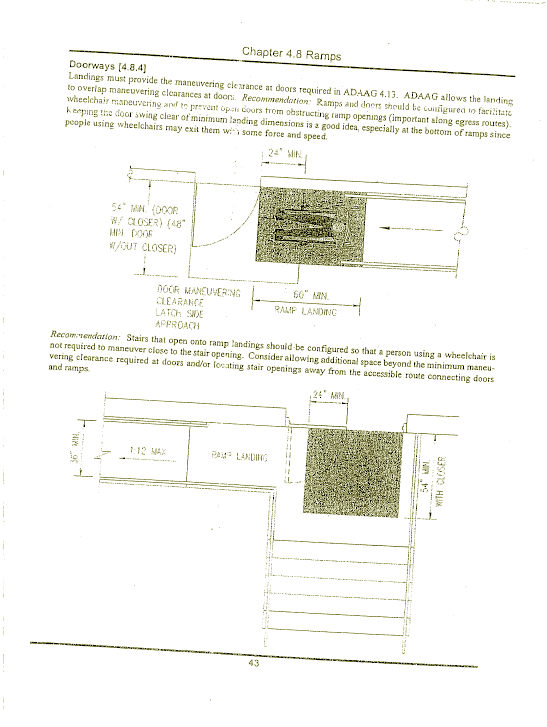 Chapter 4.8 Ramps
Doorways [4.8.4]
Landings must provide the maneuvering clearance at doors required in ADAAG 4.13. ADAAG allows the landing
to overlap maneuvering clearances at doors. Recommendation: Ramps and doors should be configured to facilitate
wheelchair maneuvering and to prevent open doors from obstructing ramp openings (important along egress routes).
Keeping the door swing clear of minimum landing dimensions is a good idea, especially at the bottom of ramps since
people using wheelchairs may exit them with some force and speed.
24" MIN.
54" MIN. (DOOR
W/ CLOSER) (48"
MIN. DOOR
W/OUT CLOSER)
DOOR MANEUVERING
CLEARANCE
LATCH SIDE
APPROACH
60" MIN.
RAMP LANDING
Recommendation: Stairs that open onto ramp landings should be configured so that a person using a wheelchair is
not required to maneuver close to the stair opening. Consider allowing additional space beyond the minimum maneu-
vering clearance required at doors and/or locating stair openings away from the accessible route connecting doors
and ramps.
24" MIN.
36" MIN.
1:12 MAX
RAMP LANDING
54" MIN.
WITH CLOSER
43